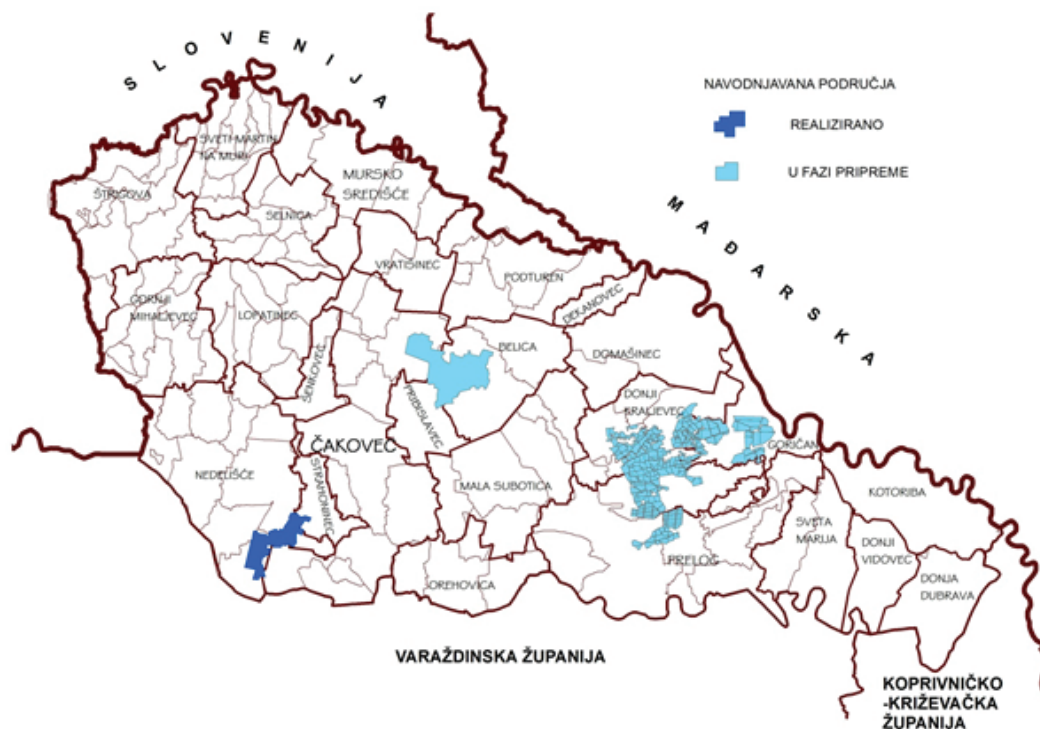 SLOVENIJA
MAĐARSKA
NAVODNJAVANA PODRUČJA
REALIZIRANO
U FAZI PRIPREME
SVETI MARTIN
NA MURI
ŠTRIGOVA
MURSKO
SREDIŠĆE
SELNICA
VRATIŠINEC
PODTUREN
DEKANOVEC
GORNJI
MIHALJEVEC
LOPATINEC
ŠENKOVEC
BELICA
DOMAŠINEC
PRIBISLAVEC
DONJI
KRALJEVEC
GORIČAN
ČAKOVEC
NEDELIŠĆE
STRAHONINEC
MALA SUBOTICA
KOTORIBA
SVETA
MARIJA
DONJI
VIDOVEC
PRELOG
OREHOVICA
DONJA
DUBRAVA
VARAŽDINSKA ŽUPANIJA
KOPRIVNIČKO
-KRIŽEVAČKA
ŽUPANIJA